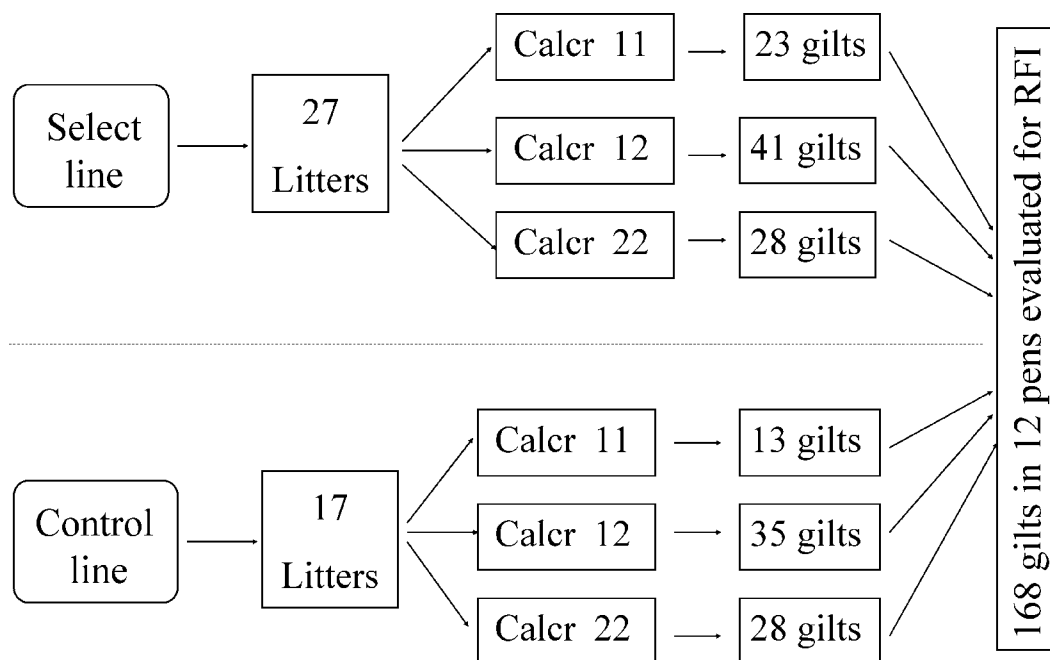 Select
line
27
Litters
Calcr 11
23 gilts
Calcr 12
41 gilts
Calcr 22
28 gilts
Control
line
17
Litters
Calcr 11
13 gilts
Calcr 12
35 gilts
Calcr 22
28 gilts
168 gilts in 12 pens evaluated for RFI